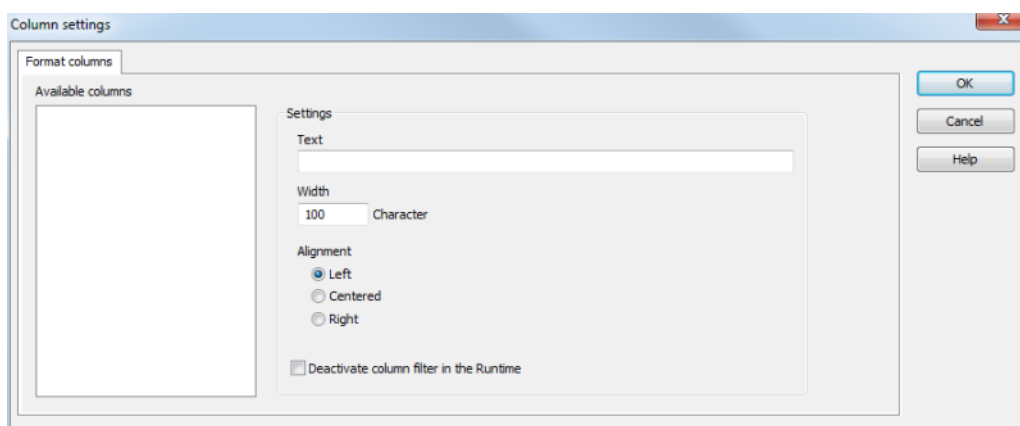 Column settings
Format columns
Available columns
OK
Settings
Cancel
Text
Help
Width
100 Character
Alignment
Left
Centered
Right
Deactivate column filter in the Runtime